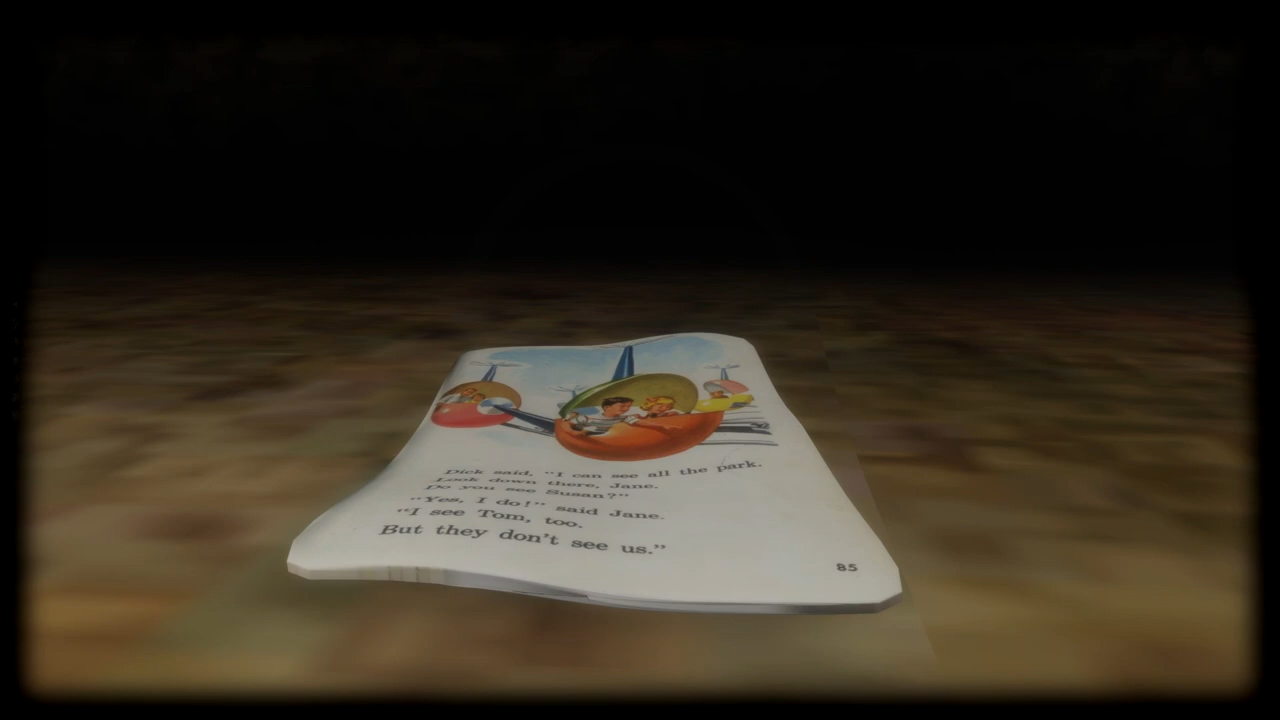 Dick said, "I can see all the park.
Look down there, Jane.
Do you see Susan?"
"Yes, I do!" said Jane.
"I see Tom, too.
But they don't see us."
85